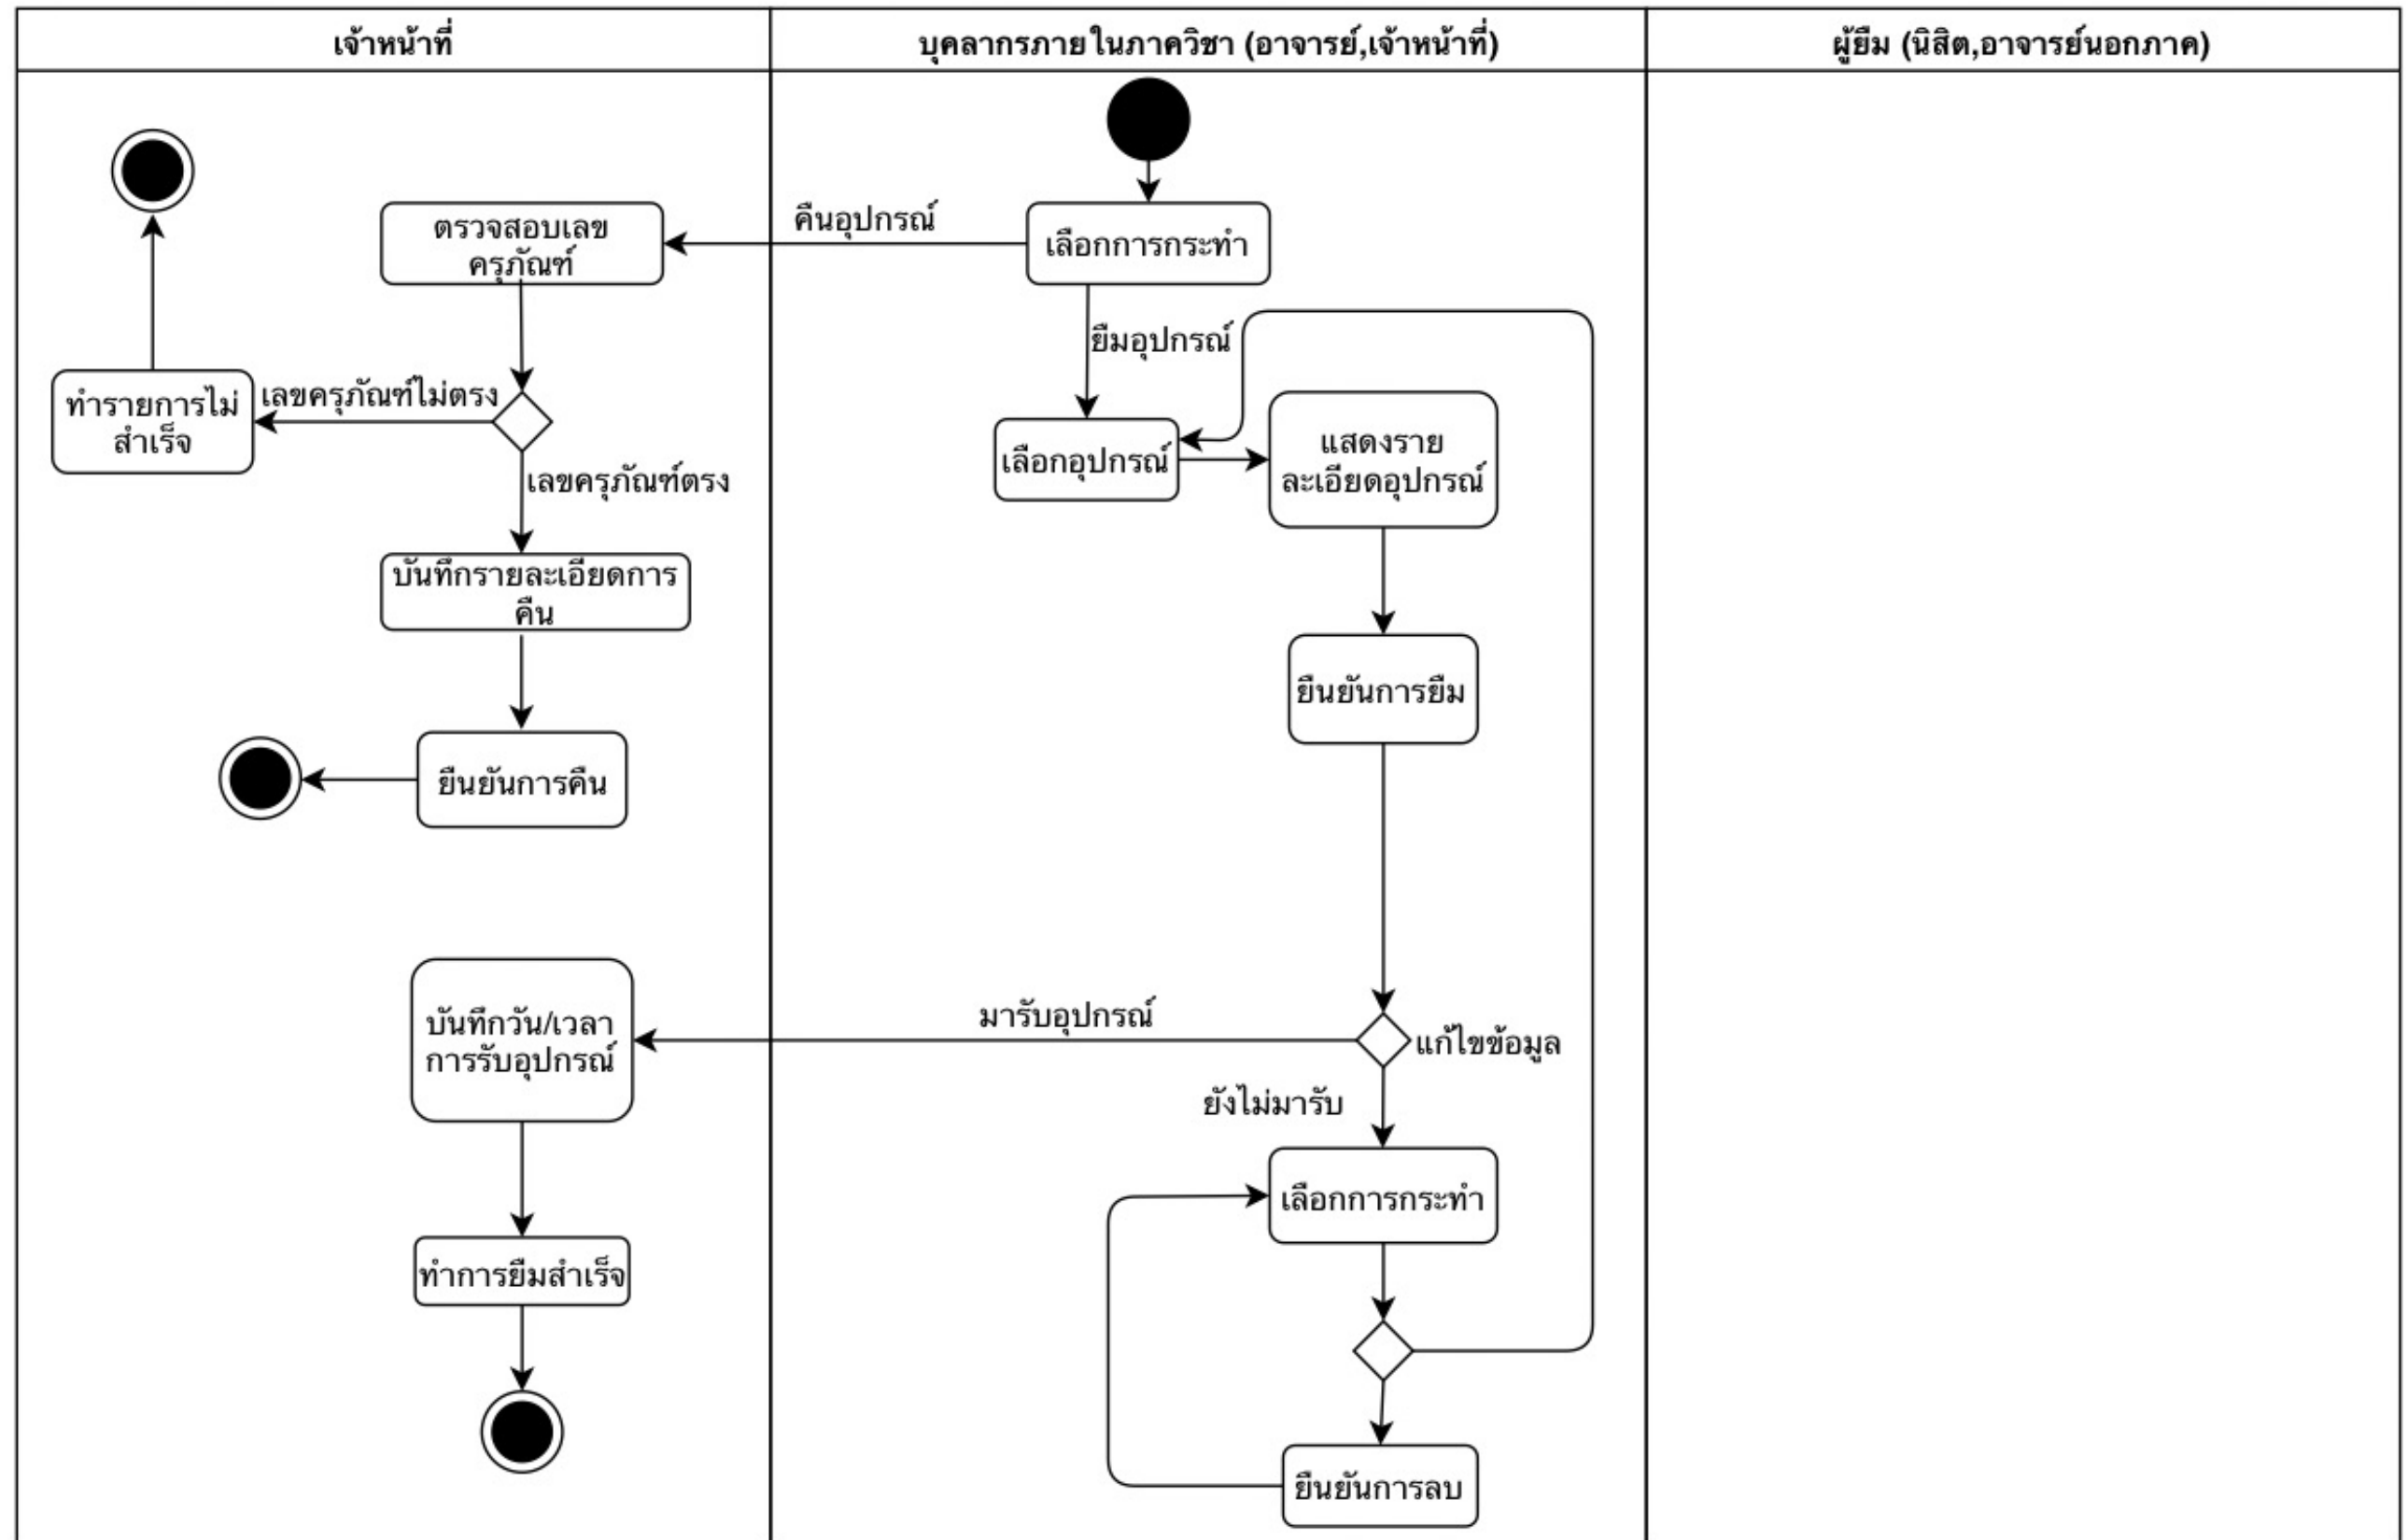 เจ้าหน้าที่
บุคลากรภายในภาควิชา (อาจารย์,เจ้าหน้าที่)
ผู้ยืม (นิสิต,อาจารย์นอกภาค)
คืนอุปกรณ์
ตรวจสอบเลข
ครุภัณฑ์
เลือกการกระทำ
ยืมอุปกรณ์
ทำรายการไม่
สำเร็จ
เลขครุภัณฑ์ไม่ตรง
เลขครุภัณฑ์ตรง
เลือกอุปกรณ์
แสดงราย
ละเอียดอุปกรณ์
บันทึกรายละเอียดการ
คืน
ยืนยันการยืม
ยืนยันการคืน
มารับอุปกรณ์
บันทึกวัน/เวลา
การรับอุปกรณ์
แก้ไขข้อมูล
ยังไม่มารับ
เลือกการกระทำ
ทำการยืมสำเร็จ
ยืนยันการลบ